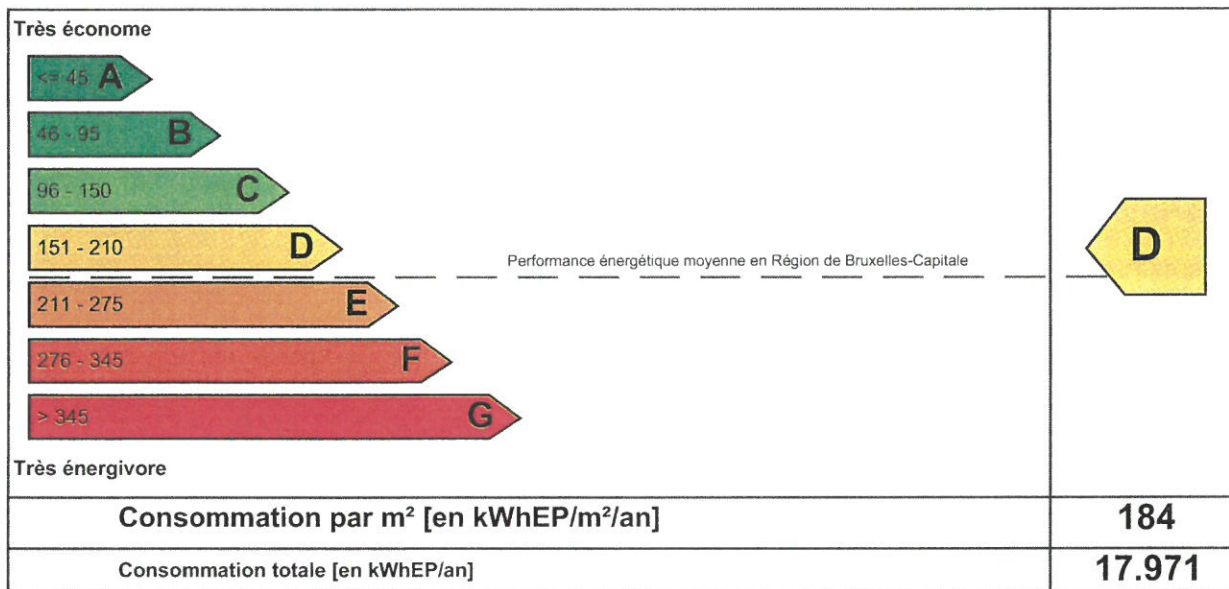 Très économe
<= 45 A
46 - 95 B
96 - 150 C
151 - 210 D
Performance énergétique moyenne en Région de Bruxelles-Capitale
D
211 - 275 E
276 - 345 F
> 345 G
Très énergivore
Consommation par m² [en kWhEP/m²/an] 184
Consommation totale [en kWhEP/an] 17.971